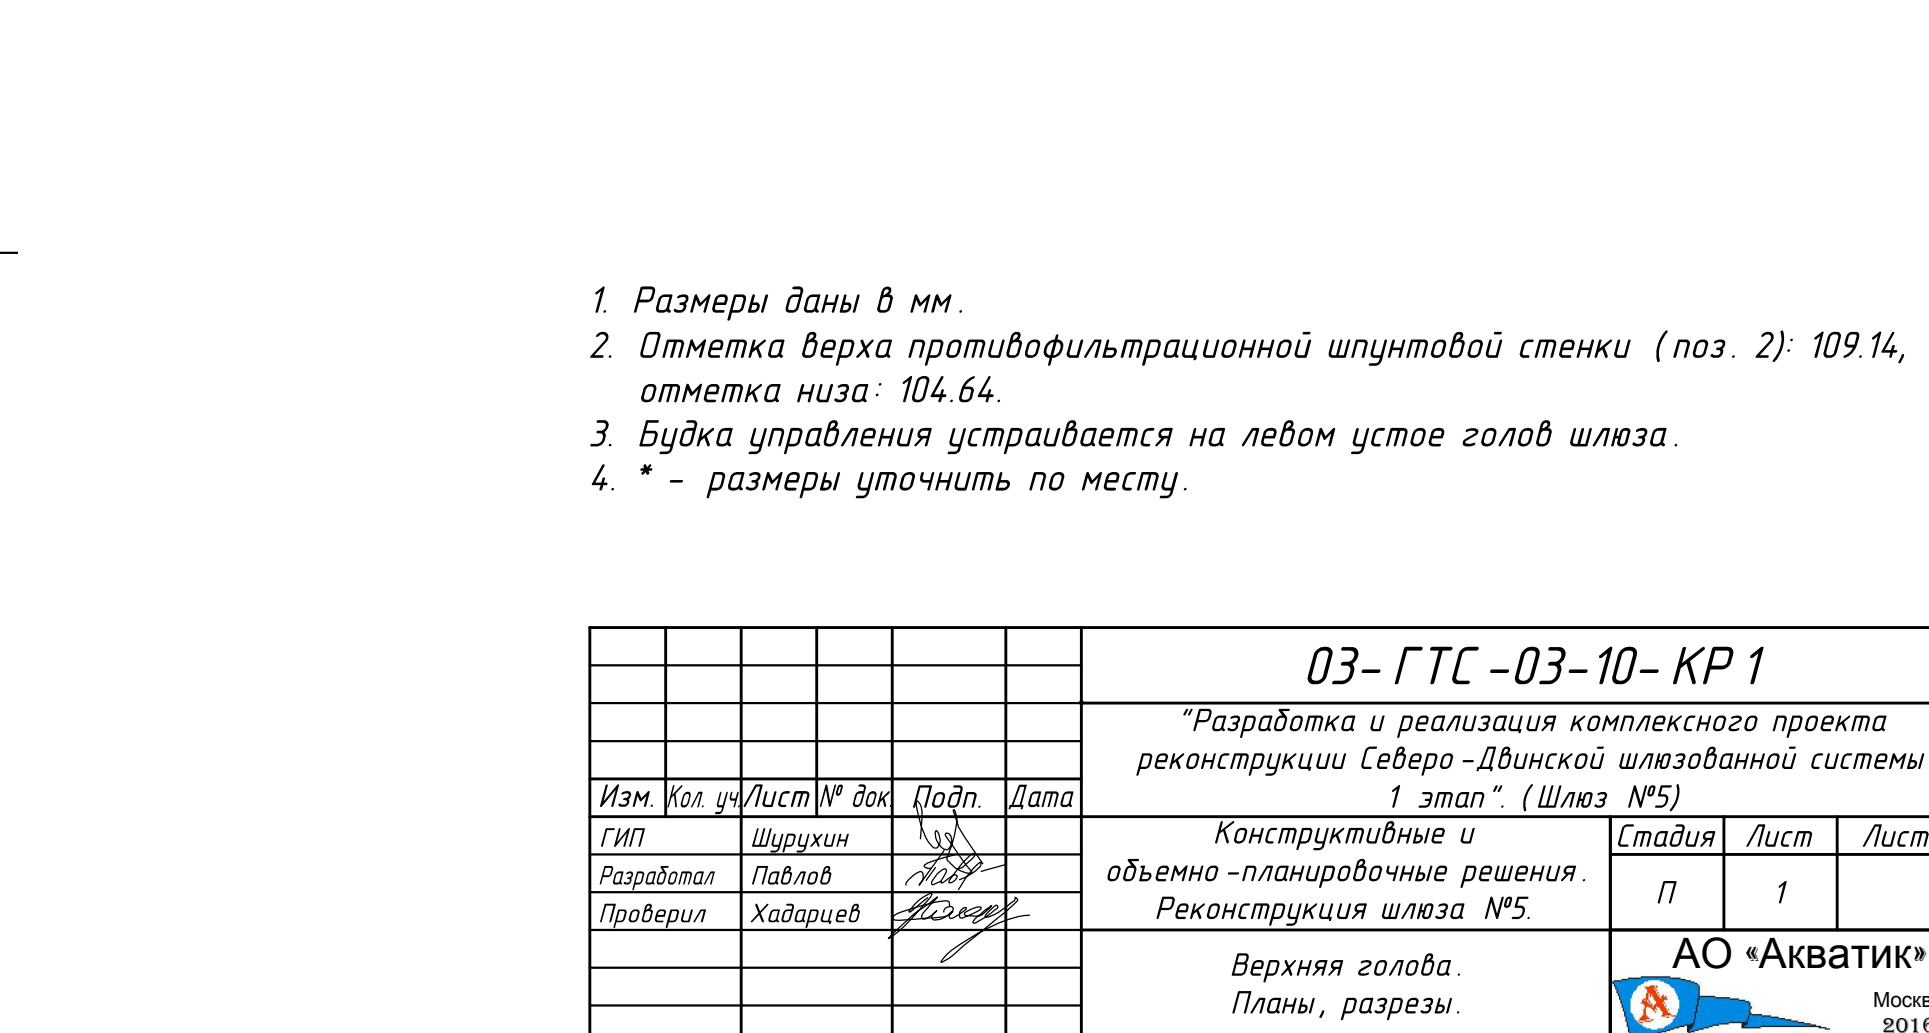 1. Размеры даны в мм.
2. Отметка верха противофильтрационной шпунтовой стенки (поз. 2): 109.14,
отметка низа: 104.64.
3. Будка управления устраивается на левом устое голов шлюза.
4. * - размеры уточнить по месту.
03-ГТС-03-10-КР1
"Разработка и реализация комплексного проекта
реконструкции Северо-Двинской шлюзованной системы
1 этап". (Шлюз №5)
Изм. Кол. уч. Лист № док. Подп. Дата
ГИП Шурухин
Разработал Павлов
Проверил Хадарцев
Конструктивные и
объемно-планировочные решения.
Реконструкция шлюза №5.
Стадия Лист Лист
П 1
Верхняя голова.
Планы, разрезы.
АО «Акватик»
Москв
2016